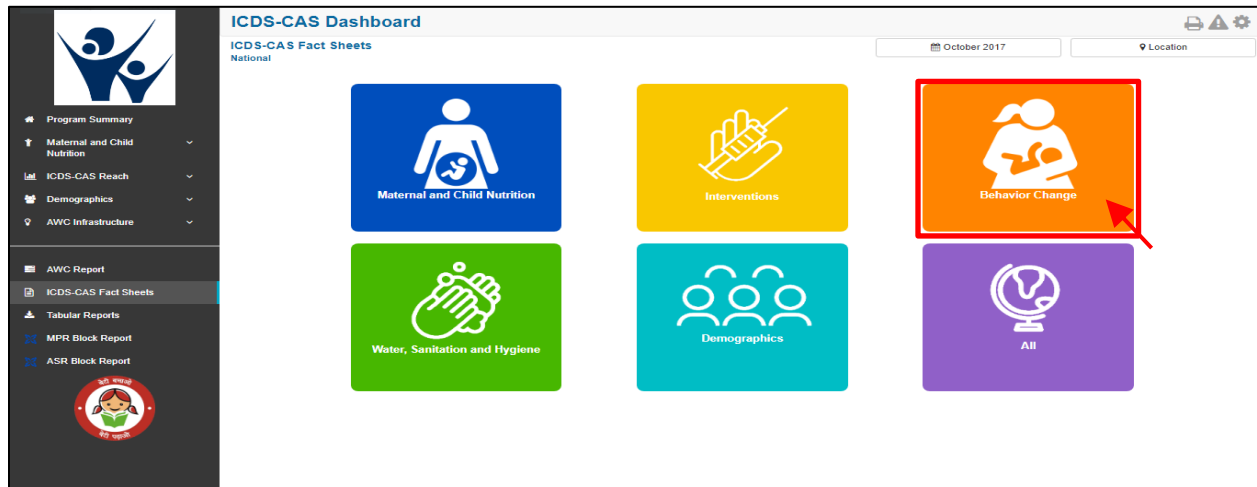 ICDS-CAS Dashboard
ICDS-CAS Fact Sheets
National
October 2017
Location
Program Summary
Maternal and Child
Nutrition
ICDS-CAS Reach
Demographics
AWC Infrastructure
AWC Report
ICDS-CAS Fact Sheets
Tabular Reports
MPR Block Report
ASR Block Report
बेटी बचाओ
बेटी पढ़ाओ
Maternal and Child Nutrition
Interventions
Behavior Change
Water, Sanitation and Hygiene
Demographics
All